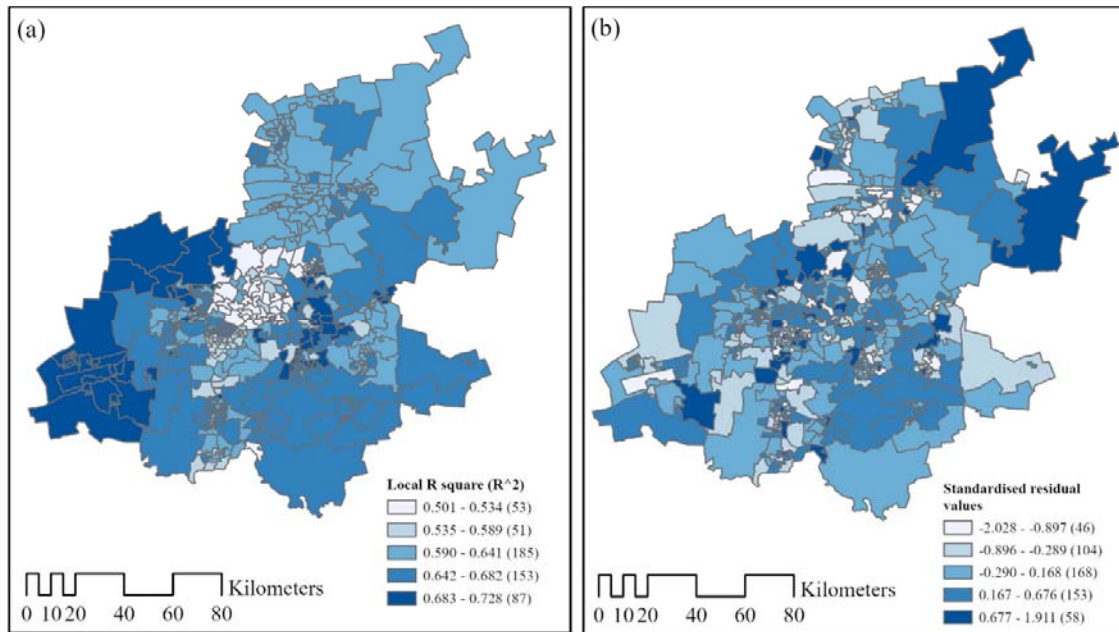 (a)
Local R square (R^2)
0.501 - 0.534 (53)
0.535 - 0.589 (51)
0.590 - 0.641 (185)
0.642 - 0.682 (153)
0.683 - 0.728 (87)
Kilometers
0 10 20 40 60 80
(b)
Standardised residual
values
-2.028 - -0.897 (46)
-0.896 - -0.289 (104)
-0.290 - 0.168 (168)
0.167 - 0.676 (153)
0.677 - 1.911 (58)
Kilometers
0 10 20 40 60 80